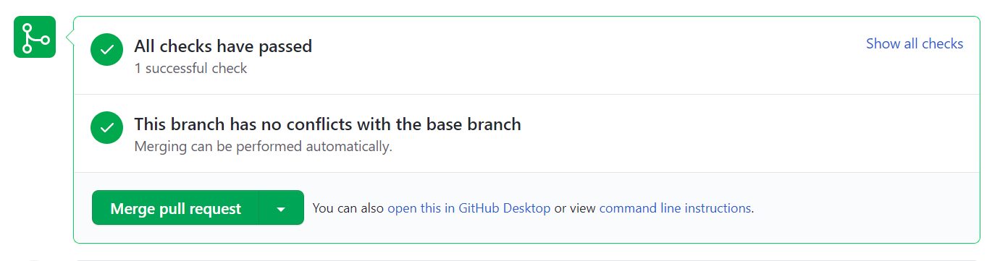 All checks have passed
Show all checks
1 successful check
This branch has no conflicts with the base branch
Merging can be performed automatically.
Merge pull request
You can also open this in GitHub Desktop or view command line instructions.